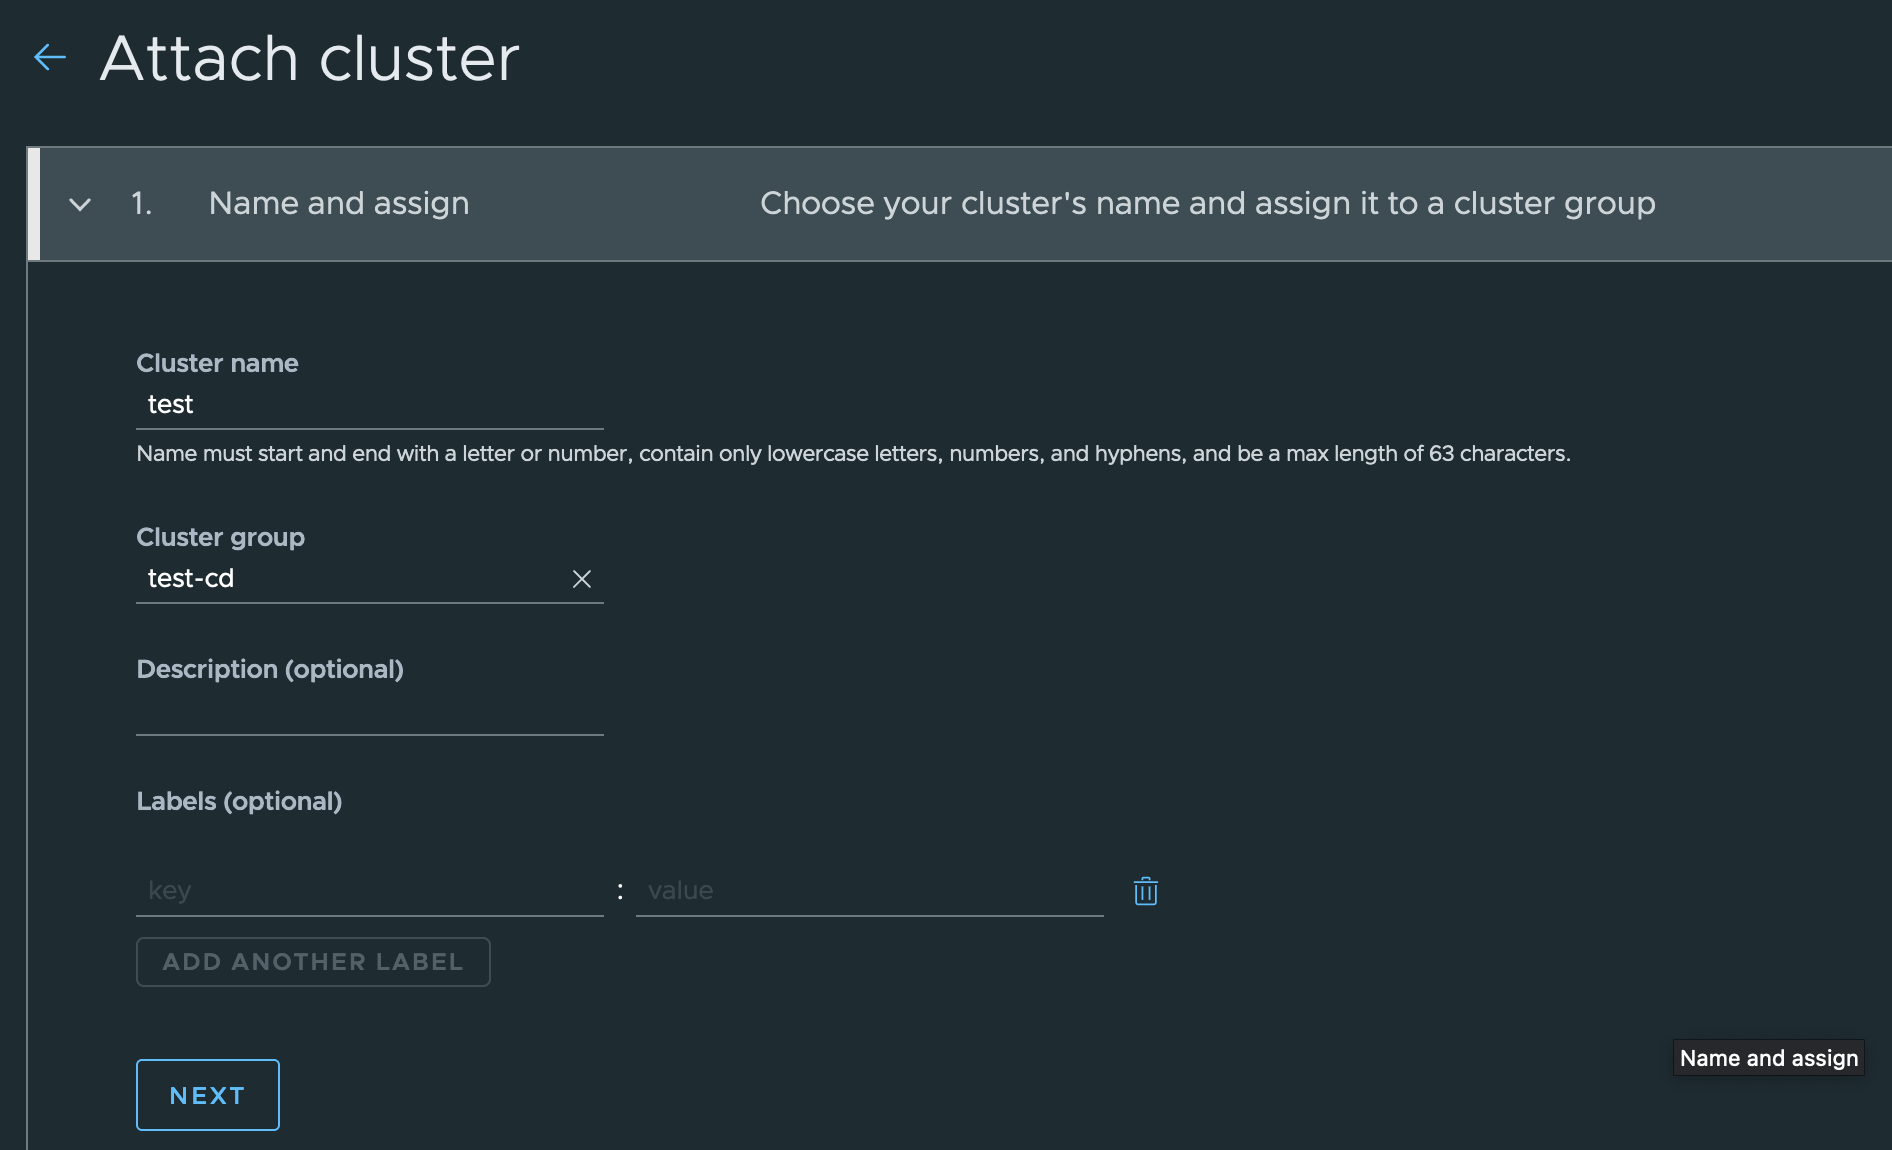 Attach cluster
1. Name and assign Choose your cluster's name and assign it to a cluster group
Cluster name
test
Name must start and end with a letter or number, contain only lowercase letters, numbers, and hyphens, and be a max length of 63 characters.
Cluster group
test-cd
Description (optional)
Labels (optional)
key : value
ADD ANOTHER LABEL
Name and assign
NEXT